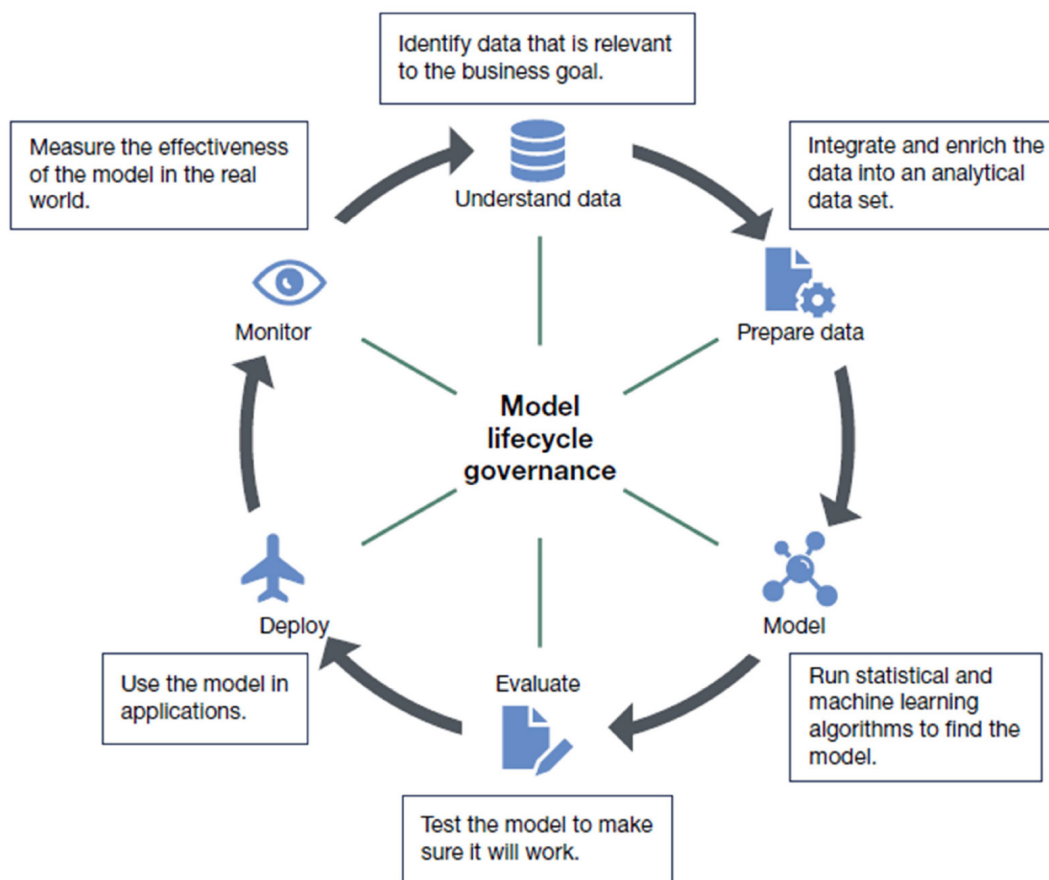 Identify data that is relevant
to the business goal.
Understand data
Integrate and enrich the
data into an analytical
data set.
Prepare data
Model
Run statistical and
machine learning
algorithms to find the
model.
Evaluate
Test the model to make
sure it will work.
Deploy
Use the model in
applications.
Monitor
Measure the effectiveness
of the model in the real
world.
Model
lifecycle
governance